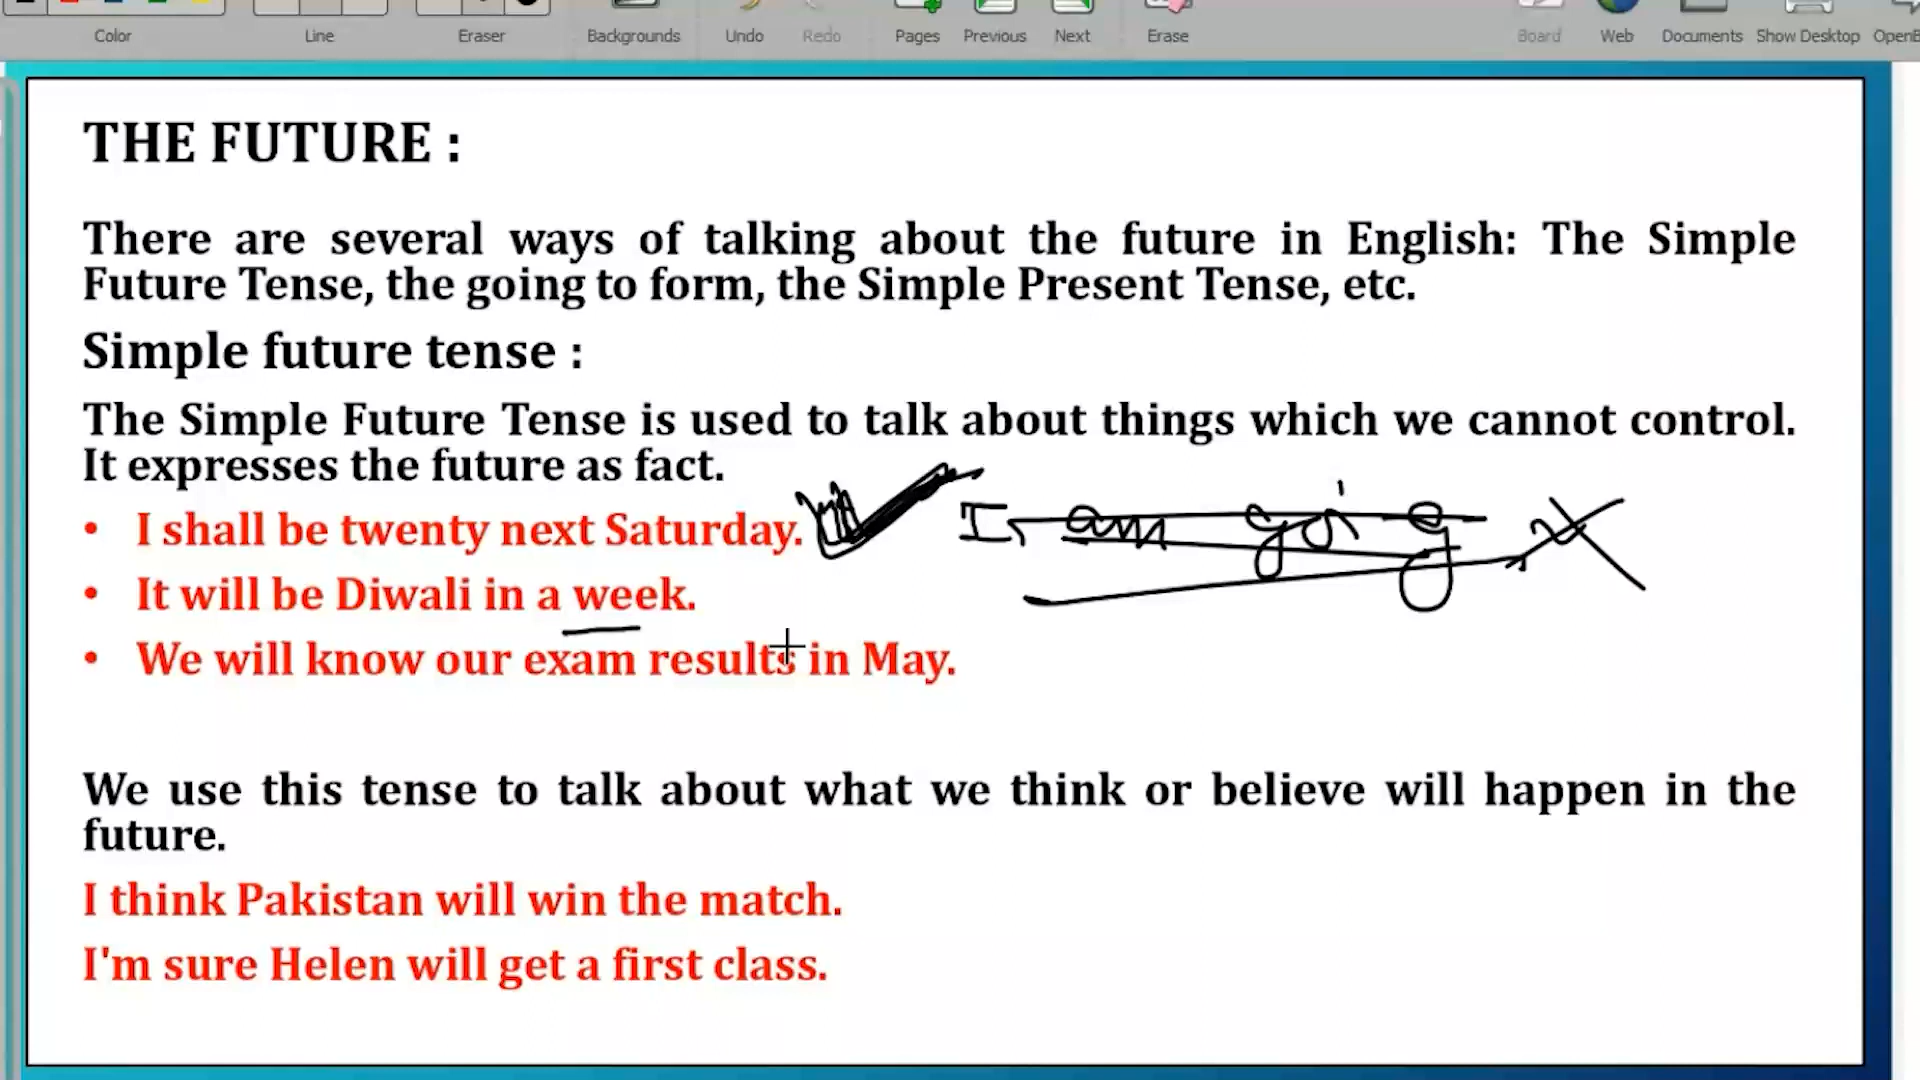 Color Line Eraser Backgrounds Undo Redo Pages Previous Next Erase Board Web Documents Show Desktop OpenB
THE FUTURE :
There are several ways of talking about the future in English: The Simple
Future Tense, the going to form, the Simple Present Tense, etc.
Simple future tense :
The Simple Future Tense is used to talk about things which we cannot control.
It expresses the future as fact.
• I shall be twenty next Saturday. I am goig
• It will be Diwali in a week.
• We will know our exam results in May.
We use this tense to talk about what we think or believe will happen in the
future.
I think Pakistan will win the match.
I'm sure Helen will get a first class.